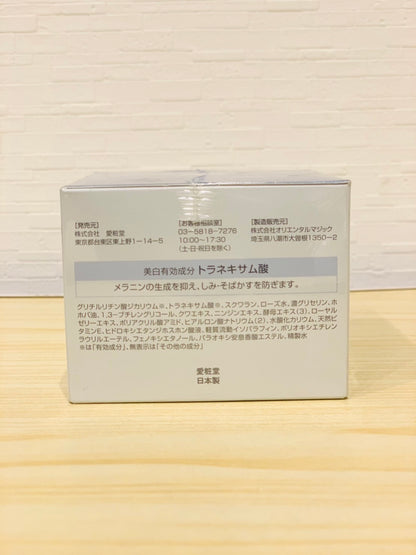 [発売元]
株式会社 愛粧堂
東京都台東区東上野1-14-5
[お客様相談室]
03-5818-7276
10:00〜17:30
(土・日・祝日を除く)
[製造販売元]
株式会社オリエンタルマジック
埼玉県八潮市大曽根1350-2
美白有効成分 トラネキサム酸
メラニンの生成を抑え、しみ・そばかすを防ぎます。
グリチルリチン酸ジカリウム※、トラネキサム酸※、スクワラン、ローズ水、濃グリセリン、ホ
ホバ油、1,3-ブチレングリコール、クワエキス、ニンジンエキス、酵母エキス(3)、ローヤル
ゼリーエキス、ポリアクリル酸アミド、ヒアルロン酸ナトリウム(2)、水酸化カリウム、天然ビ
タミンE、ヒドロキシエタンジホスホン酸液、軽質流動イソパラフィン、ポリオキシエチレン
ラウリルエーテル、フェノキシエタノール、パラオキシ安息香酸エステル、精製水
※は「有効成分」、無表示は「その他の成分」
愛粧堂
日本製